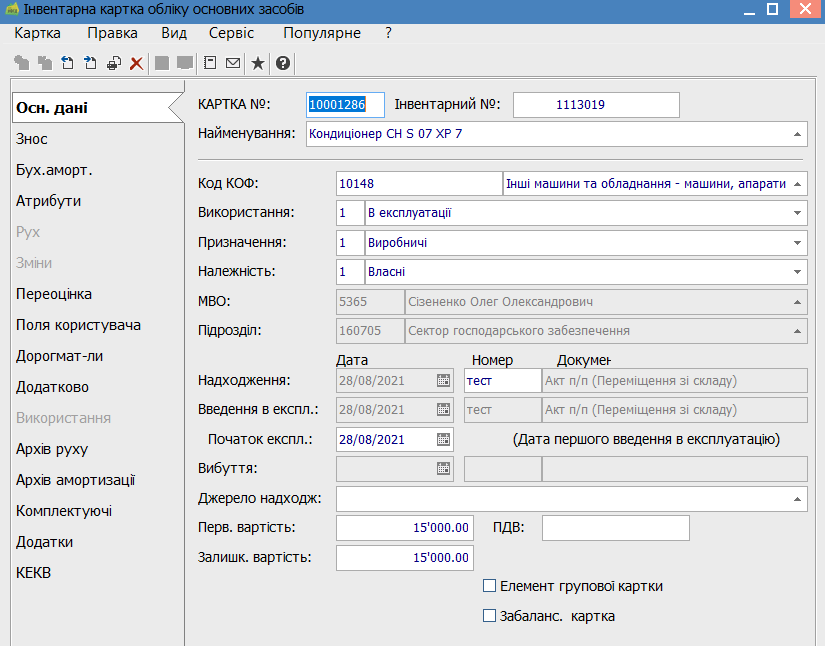 Інвентарна картка обліку основних засобів
Картка Правка Вид Сервіс Популярне ?
Осн. дані
Знос
Бух.аморт.
Атрибути
Рух
Зміни
Переоцінка
Поля користувача
Дорогмат-ли
Додатково
Використання
Архів руху
Архів амортизації
Комплектуючі
Додатки
КЕКВ
КАРТКА №: 10001286 Інвентарний №: 1113019
Найменування: Кондиціонер CH S 07 XP 7
Код КОФ: 10148 Інші машини та обладнання - машини, апарати
Використання: 1 В експлуатації
Призначення: 1 Виробничі
Належність: 1 Власні
МВО: 5365 Сізененко Олег Олександрович
Підрозділ: 160705 Сектор господарського забезпечення
Дата Номер Докумен
Надходження: 28/08/2021 тест Акт п/п (Переміщення зі складу)
Введення в експл.: 28/08/2021 тест Акт п/п (Переміщення зі складу)
Початок експл.: 28/08/2021 (Дата першого введення в експлуатацію)
Вибуття:
Джерело надходж:
Перв. вартість: 15'000.00 ПДВ:
Залишк. вартість: 15'000.00
Елемент групової картки
Забаланс. картка